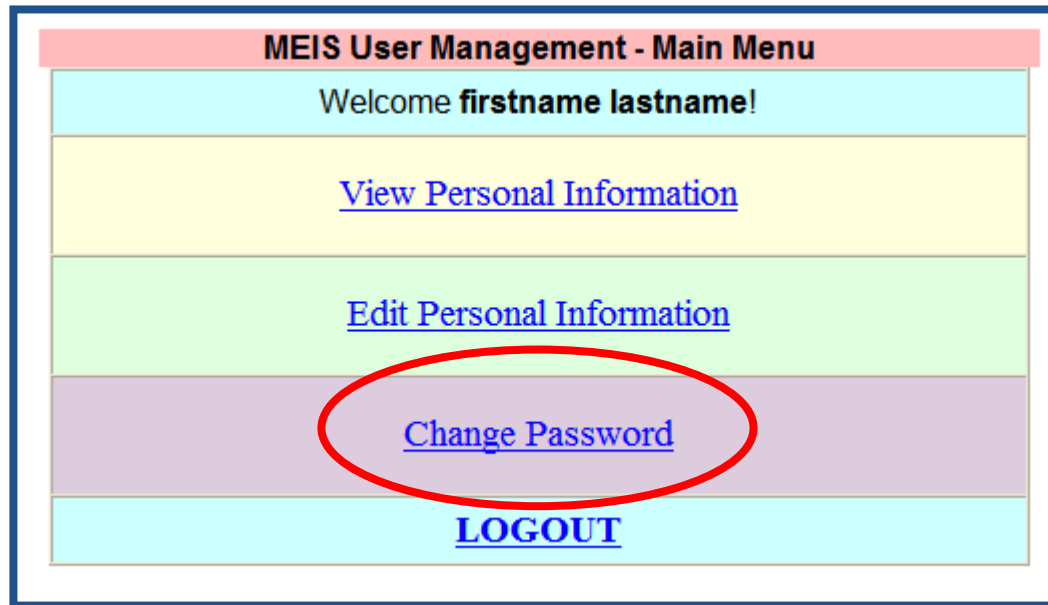 MEIS User Management - Main Menu
Welcome firstname lastname!
View Personal Information
Edit Personal Information
Change Password
LOGOUT